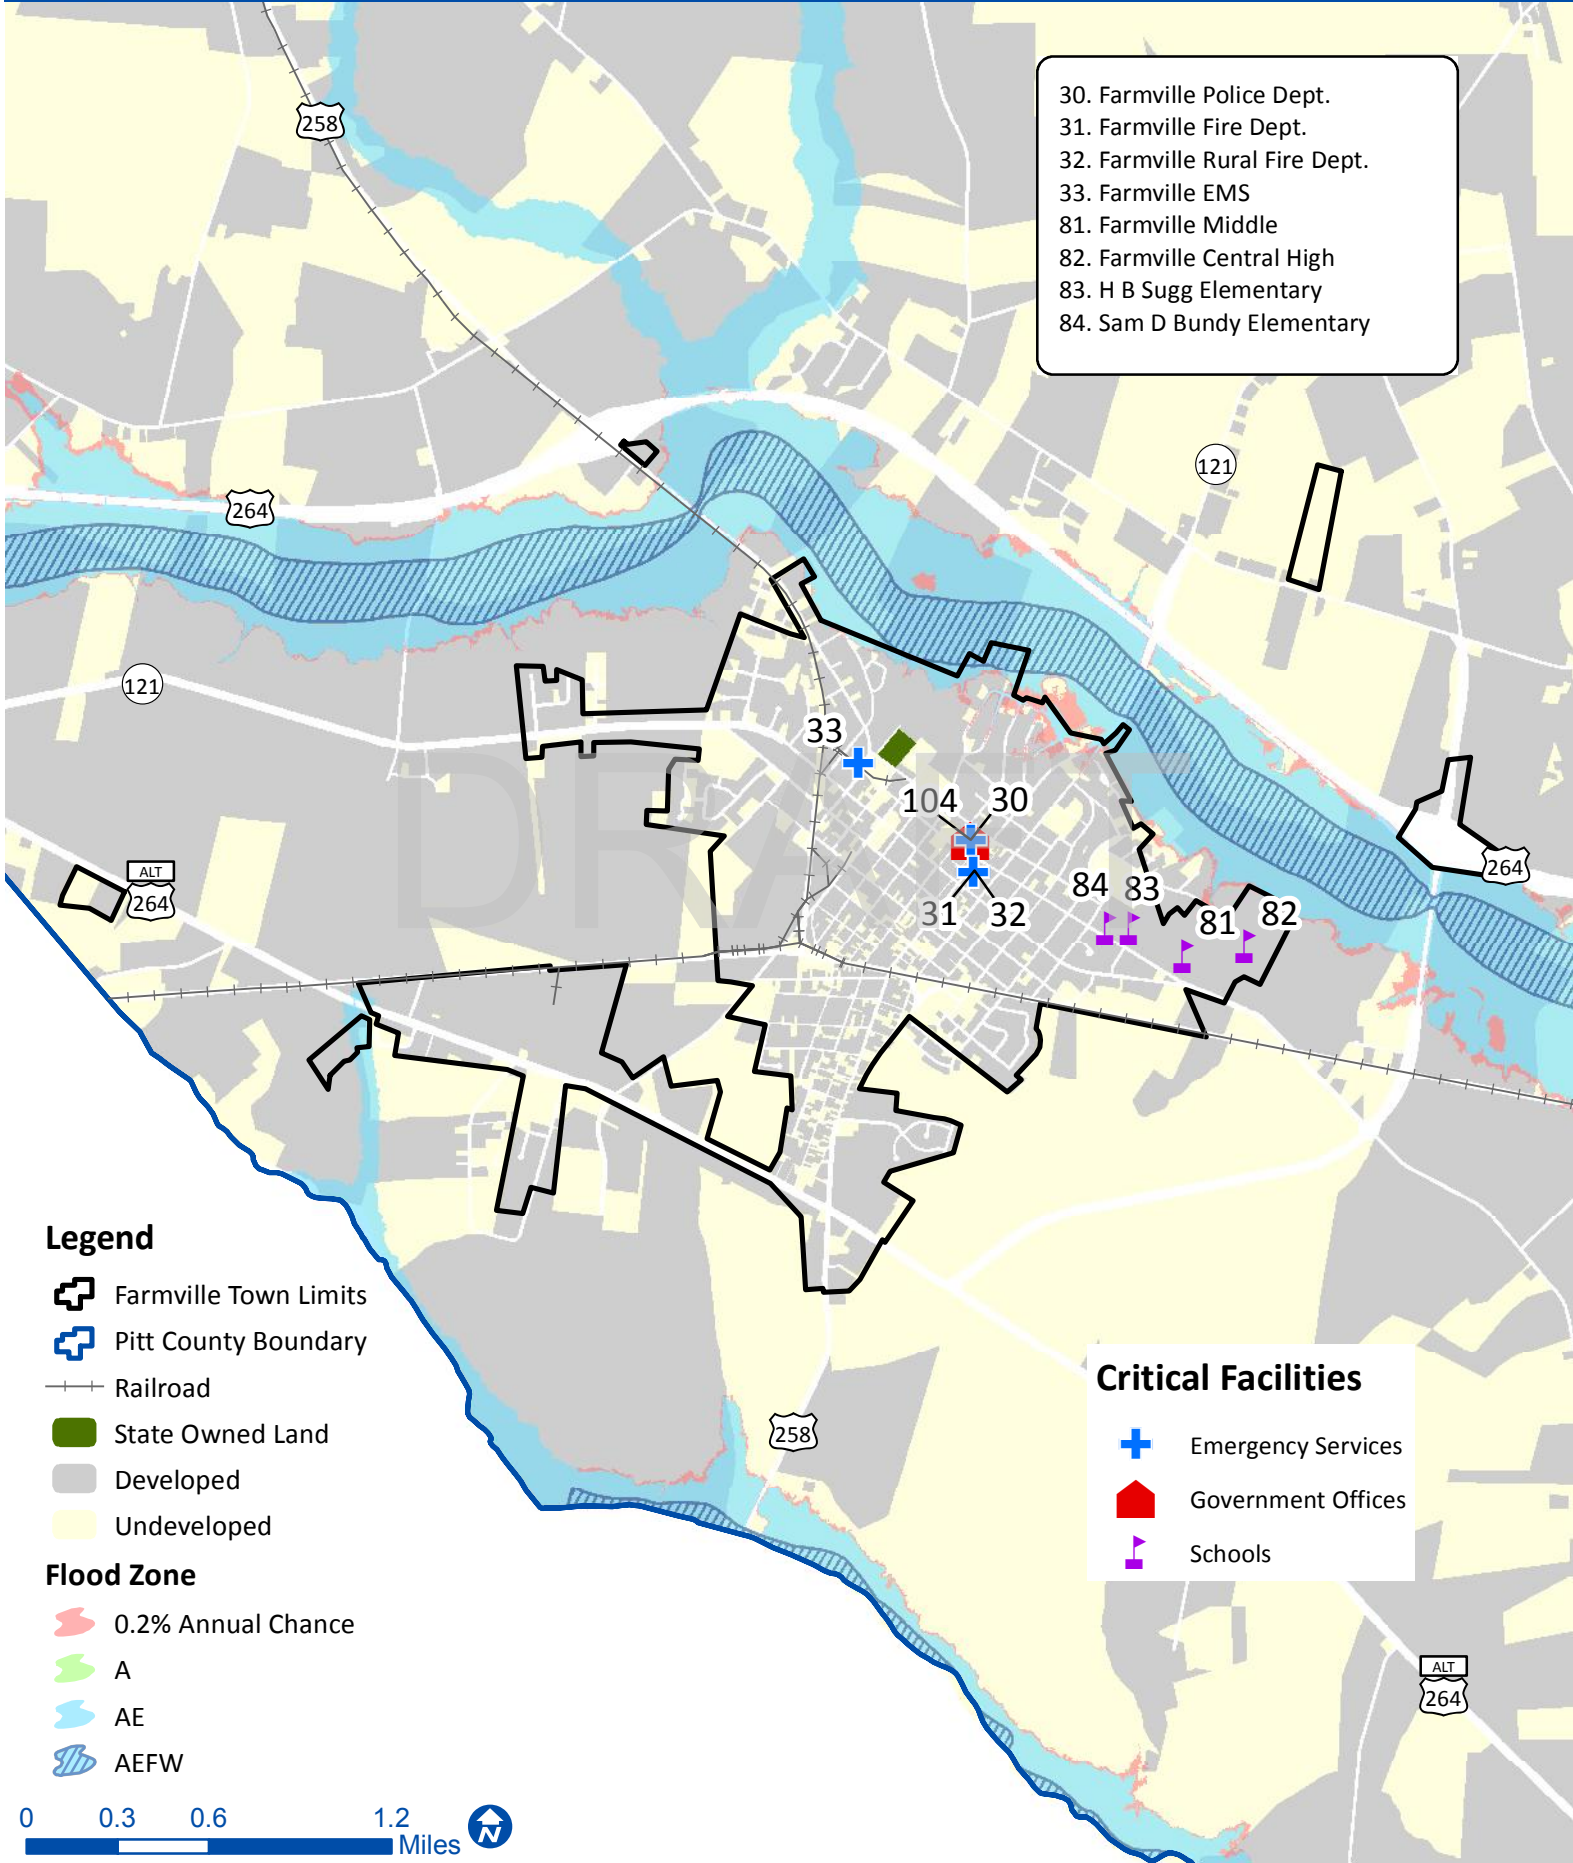 30. Farmville Police Dept.
31. Farmville Fire Dept.
32. Farmville Rural Fire Dept.
33. Farmville EMS
81. Farmville Middle
82. Farmville Central High
83. H B Sugg Elementary
84. Sam D Bundy Elementary
258
121
264
121
33
DRAFT
104
30
264
ALT
264
84
83
31
32
81
82
Legend
Farmville Town Limits
Pitt County Boundary
Railroad
State Owned Land
Developed
Undeveloped
Flood Zone
0.2% Annual Chance
A
AE
AEFW
258
Critical Facilities
Emergency Services
Government Offices
Schools
ALT
264
0 0.3 0.6 1.2
Miles
N